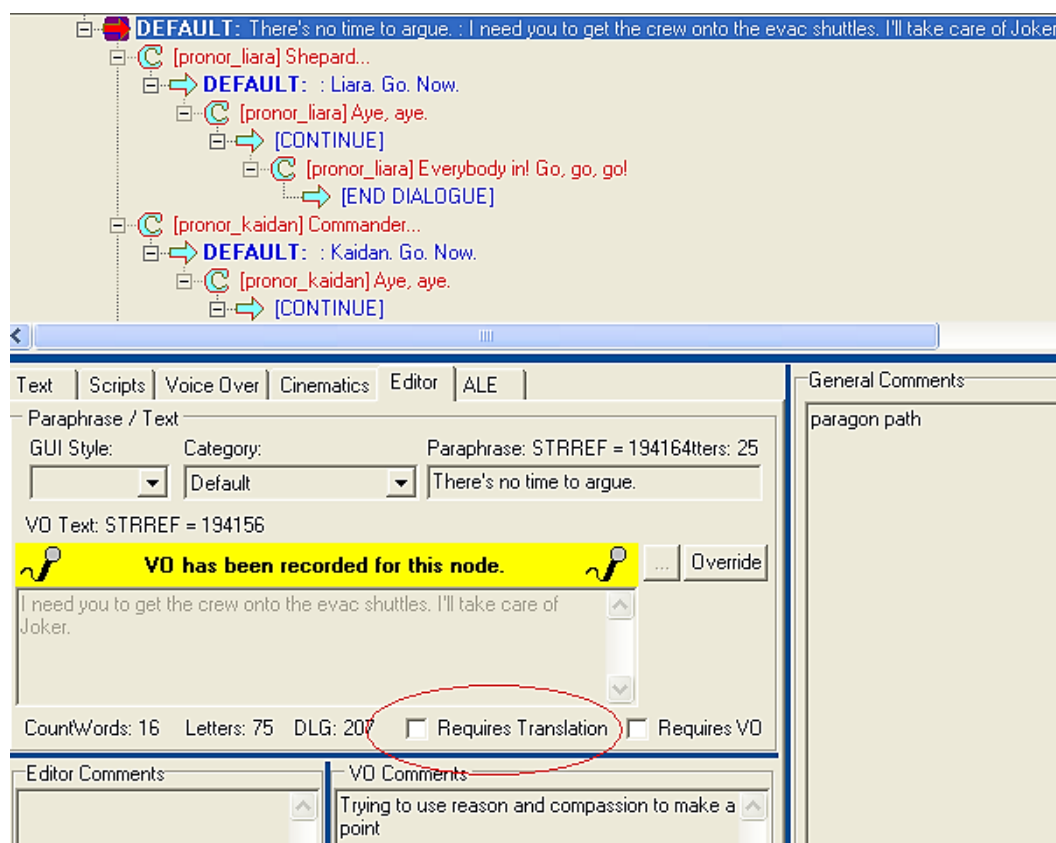 DEFAULT: There's no time to argue. : I need you to get the crew onto the evac shuttles. I'll take care of Joker
[pronor_liara] Shepard...
DEFAULT: : Liara. Go. Now.
[pronor_liara] Aye, aye.
[CONTINUE]
[pronor_liara] Everybody in! Go, go, go!
[END DIALOGUE]
[pronor_kaidan] Commander...
DEFAULT: : Kaidan. Go. Now.
[pronor_kaidan] Aye, aye.
[CONTINUE]
Text Scripts Voice Over Cinematics Editor ALE
General Comments
paragon path
Paraphrase / Text
GUI Style: Category: Paraphrase: STRREF = 194164tters: 25
Default There's no time to argue.
VO Text: STRREF = 194156
VO has been recorded for this node. ... Override
I need you to get the crew onto the evac shuttles. I'll take care of
Joker.
CountWords: 16 Letters: 75 DLG: 207 Requires Translation Requires VO
Editor Comments VO Comments
Trying to use reason and compassion to make a
point